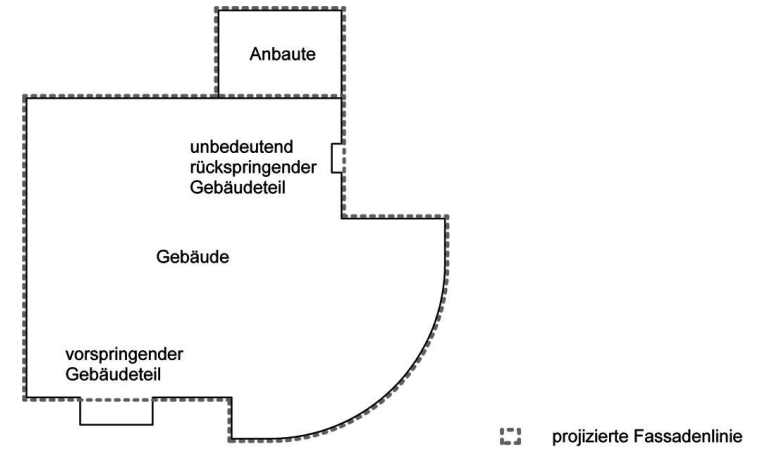 Anbaute
unbedeutend
rückspringender
Gebäudeteil
Gebäude
vorspringender
Gebäudeteil
projizierte Fassadenlinie